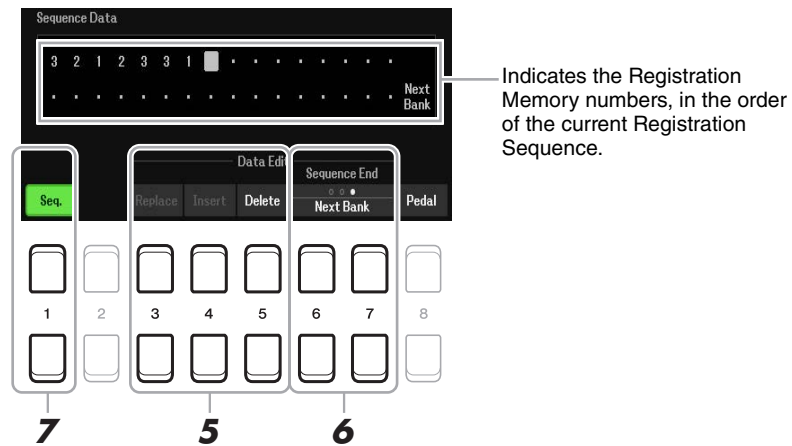 Sequence Data
3 2 1 2 3 3 1
Next
Bank
Indicates the Registration
Memory numbers, in the order
of the current Registration
Sequence.
Data Edi
Sequence End
Seq. Replace Insert Delete Next Bank Pedal
1 2 3 4 5 6 7 8
7 5 6